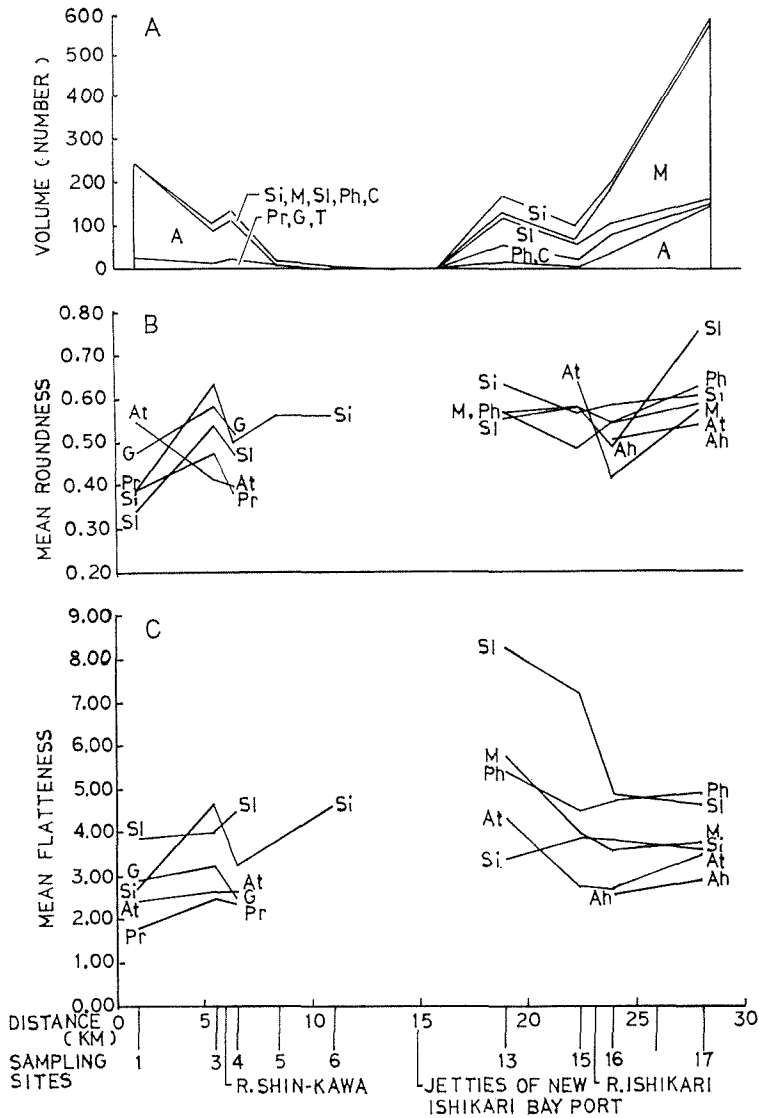 A
VOLUME (NUMBER)
600
500
400
300
200
100
0
Si,M,Sl,Ph,C
Pr,G,T
A
Si
Sl
Ph,C
M
A
B
MEAN ROUNDNESS
0.80
0.70
0.60
0.50
0.40
0.30
0.20
At
G
Pr
Si
Sl
G
Sl
At
Pr
Si
Si
M,Ph
Sl
At
Ah
Sl
Ph
Si
M
At
Ah
C
MEAN FLATTENESS
9.00
8.00
7.00
6.00
5.00
4.00
3.00
2.00
1.00
0.00
Sl
G
Si
At
Pr
Sl
At
G
Pr
Si
Sl
M
Ph
At
Si
Ah
Ph
Sl
M
Si
At
Ah
DISTANCE (KM)
0 5 10 15 20 25 30
SAMPLING SITES
1 3 4 5 6 13 15 16 17
R.SHIN-KAWA
JETTIES OF NEW
ISHIKARI BAY PORT
R.ISHIKARI